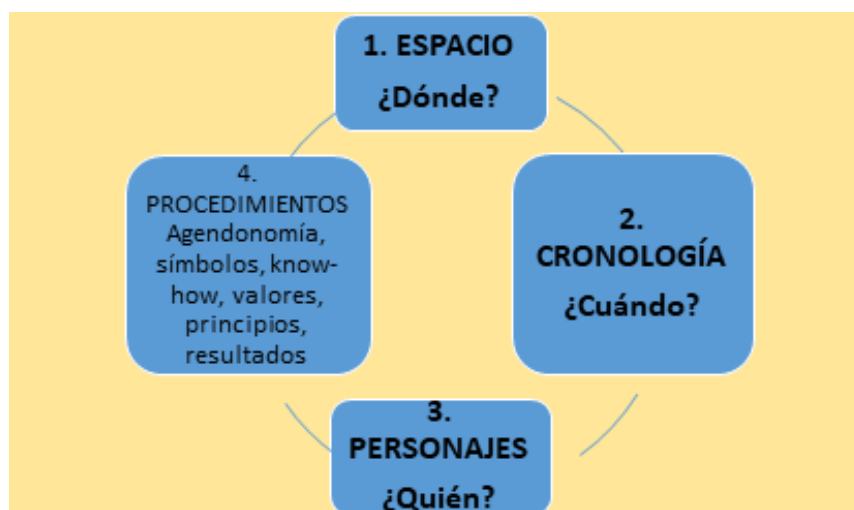 1. ESPACIO
¿Dónde?
2.
CRONOLOGÍA
¿Cuándo?
3.
PERSONAJES
¿Quién?
4.
PROCEDIMIENTOS
Agendonomía,
símbolos, know-
how, valores,
principios,
resultados